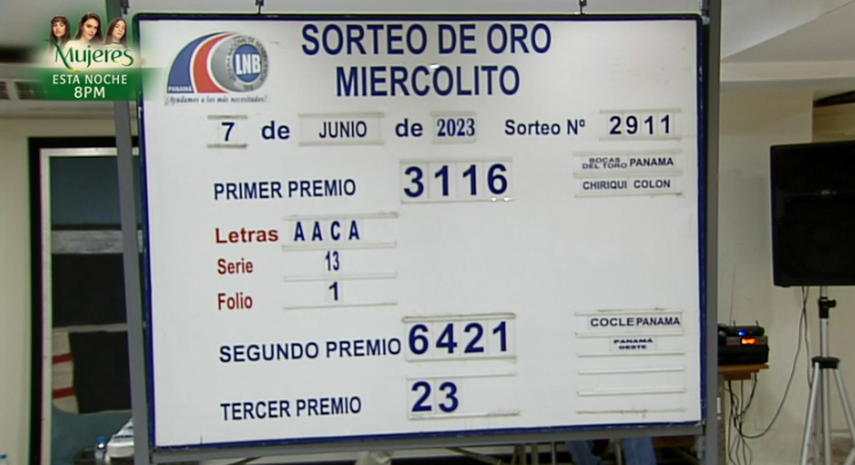 Mujeres
ESTA NOCHE
8PM
SORTEO DE ORO
MIERCOLITO
LNB
PANAMÁ
¡Ayudamos a los más necesitados!
7 de JUNIO de 2023 Sorteo Nº 2911
PRIMER PREMIO 3116
BOCAS DEL TORO PANAMA
CHIRIQUI COLON
Letras AACA
Serie 13
Folio 1
SEGUNDO PREMIO 6421
COCLE PANAMA
PANAMÁ OESTE
TERCER PREMIO 23